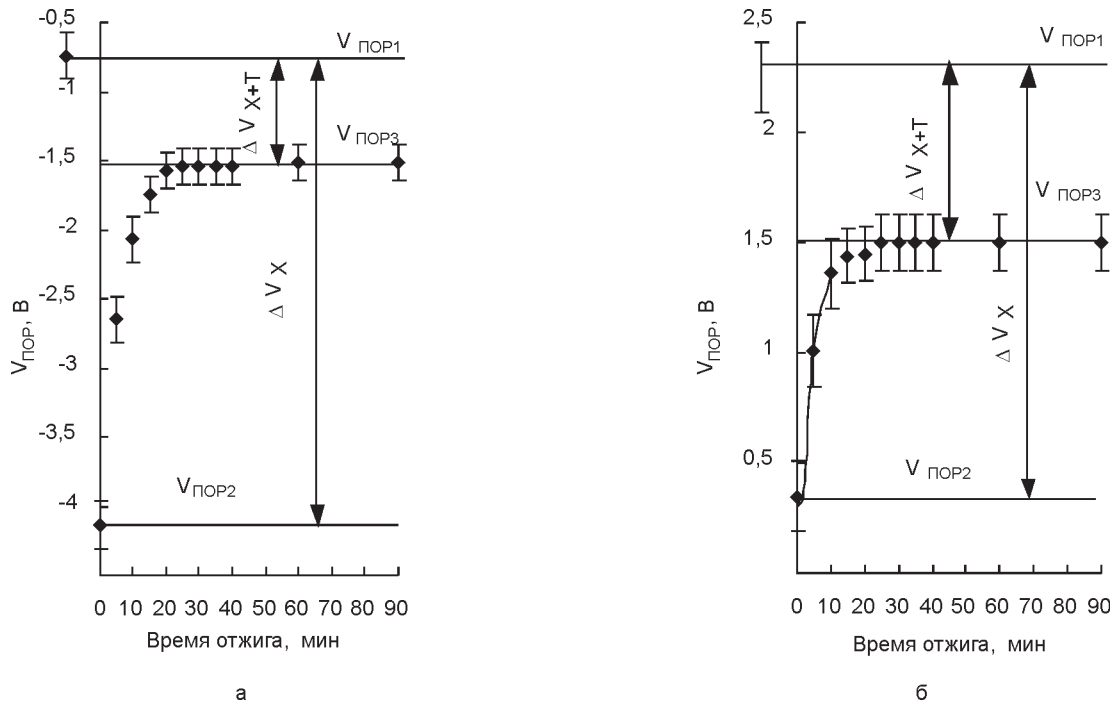 -0,5
-1
-1,5
-2
-2,5
-3
-3,5
-4
V ПОР, В
V ПОР1
Δ V X+T
V ПОР3
Δ V X
V ПОР2
0 10 20 30 40 50 60 70 80 90
Время отжига, мин
а
2,5
2
1,5
1
0,5
V ПОР, В
V ПОР1
Δ V X+T
V ПОР3
Δ V X
V ПОР2
0 10 20 30 40 50 60 70 80 90
Время отжига, мин
б